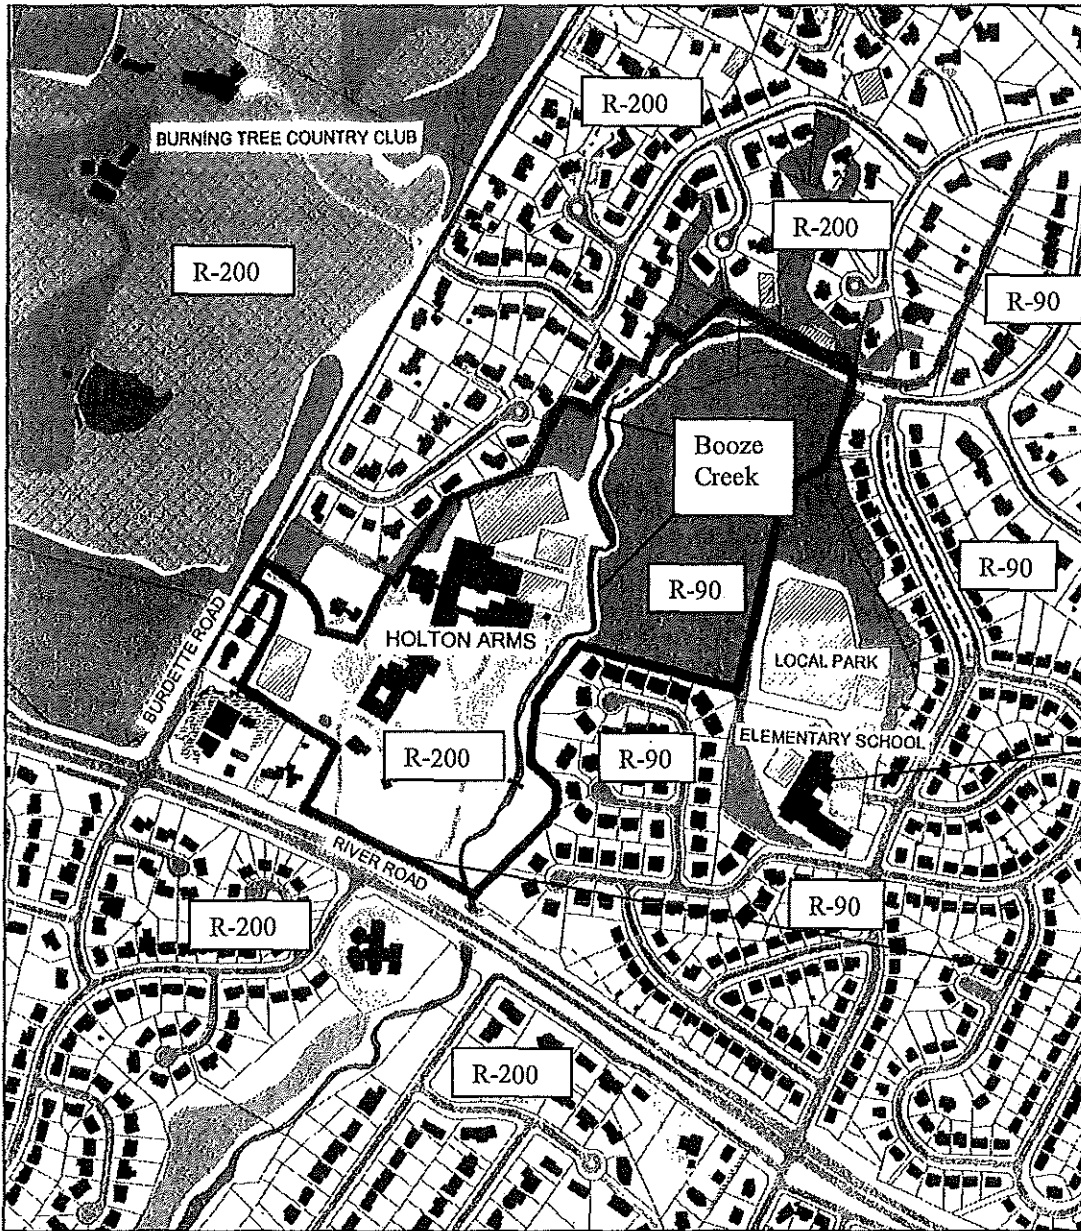 R-200
BURNING TREE COUNTRY CLUB
R-200
R-200
R-90
Booze
Creek
R-90
R-90
BURDETTE ROAD
HOLTON ARMS
LOCAL PARK
R-200
R-90
ELEMENTARY SCHOOL
RIVER ROAD
R-200
R-90
R-200